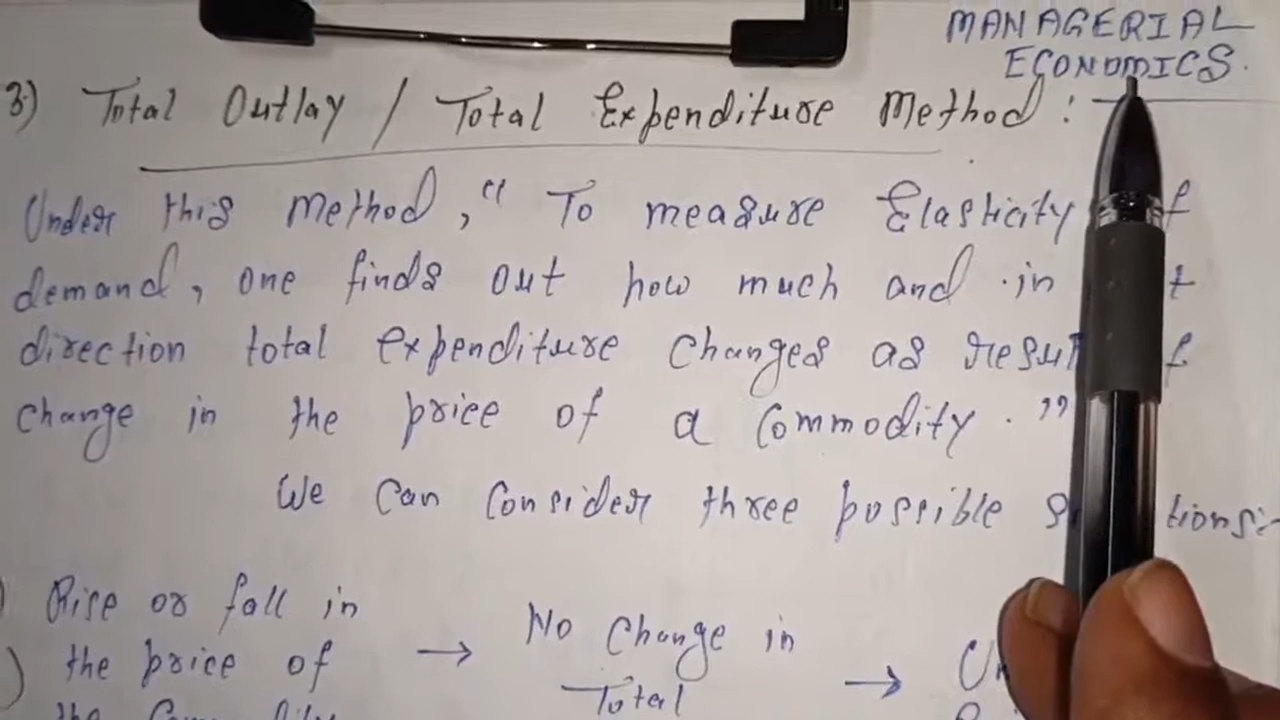 MANAGERIAL
ECONOMICS.
3) Total Outlay / Total Expenditure Method :
Under this Method, " To measure Elasticity
demand, one finds out how much and in
direction total expenditure changes as
change in the price of a Commodity . "
We can consider three possible
Rise or fall in
the price of
the
No Change in
Total